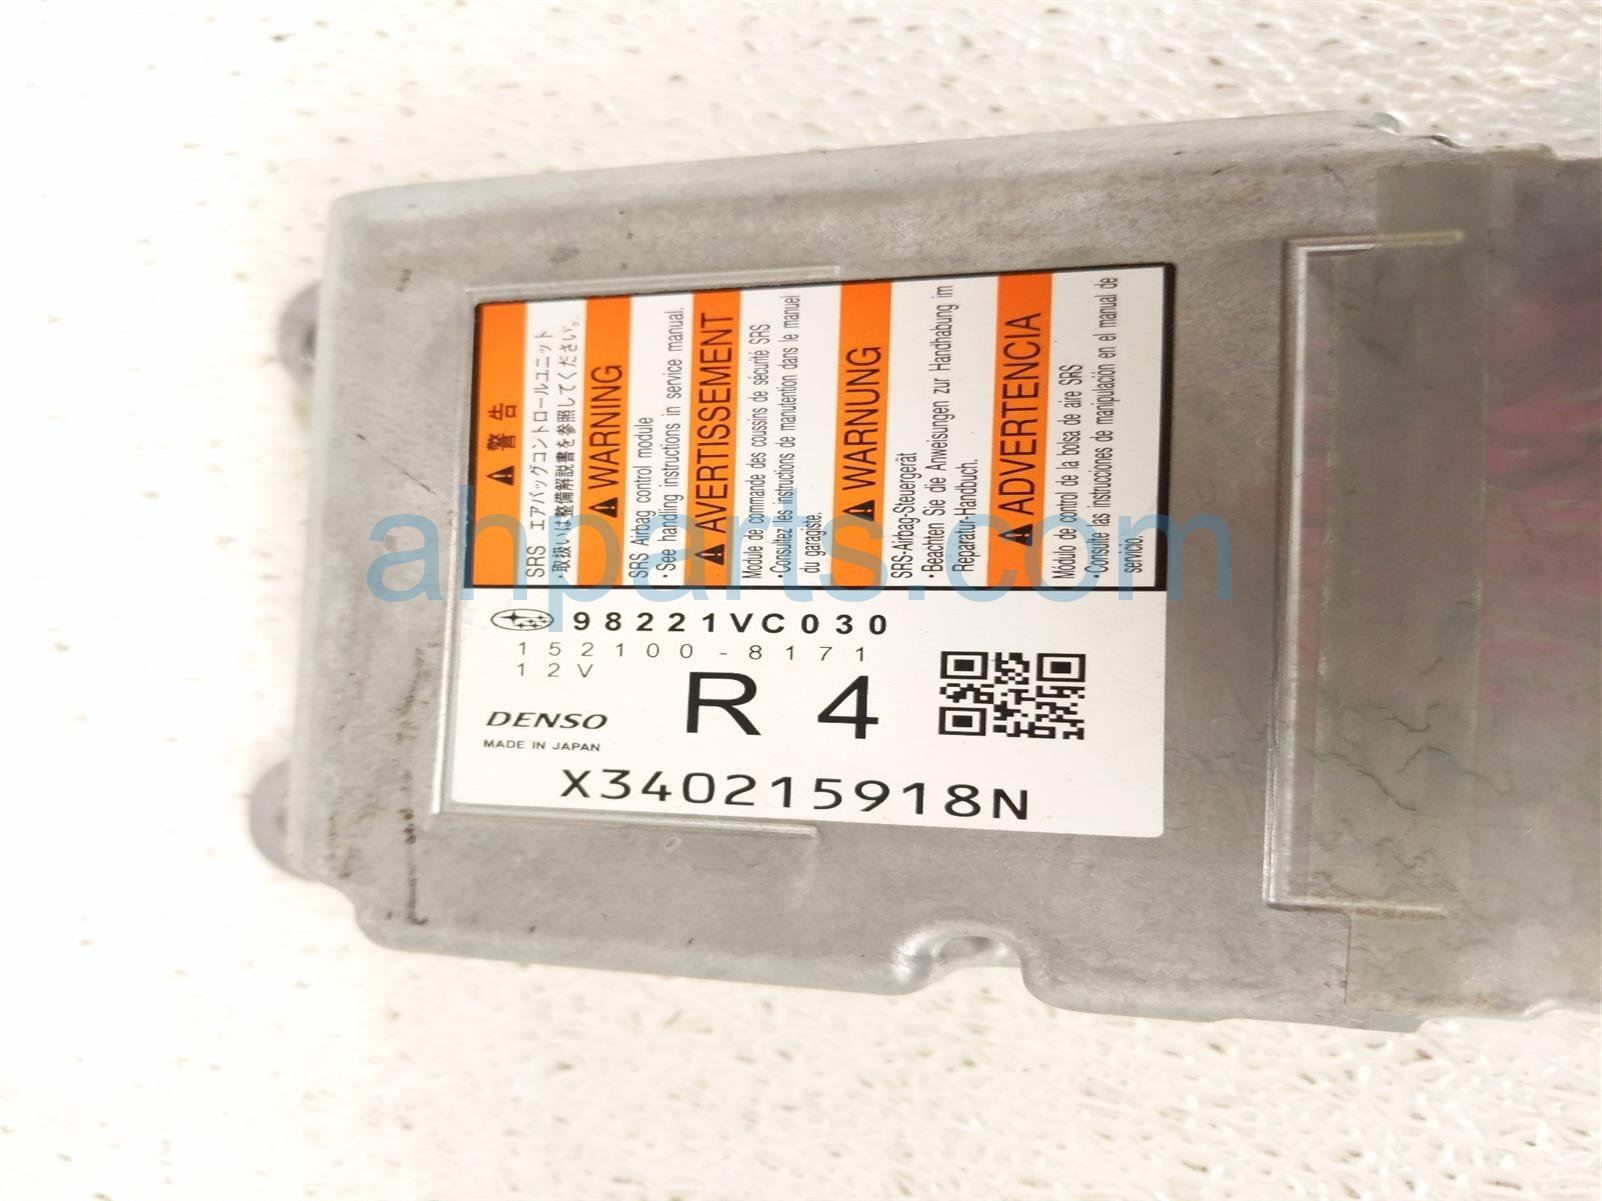 警告
SRS エアバッグコントロールユニット
・取扱いは整備解説書を参照してください。
WARNING
SRS Airbag control module
・See handling instructions in service manual.
AVERTISSEMENT
Module de commande des coussins de sécurité SRS
・Consultez les instructions de manutention dans le manuel
du garagiste.
WARNUNG
SRS-Airbag-Steuergerät
・Beachten Sie die Anweisungen zur Handhabung im
Reparatur-Handbuch.
ADVERTENCIA
Módulo de control de la bolsa de aire SRS
・Consulte las instrucciones de manipulación en el manual de
servicio.
anparts.com
98221VC030
152100-8171
12V
R4
DENSO
MADE IN JAPAN
X340215918N